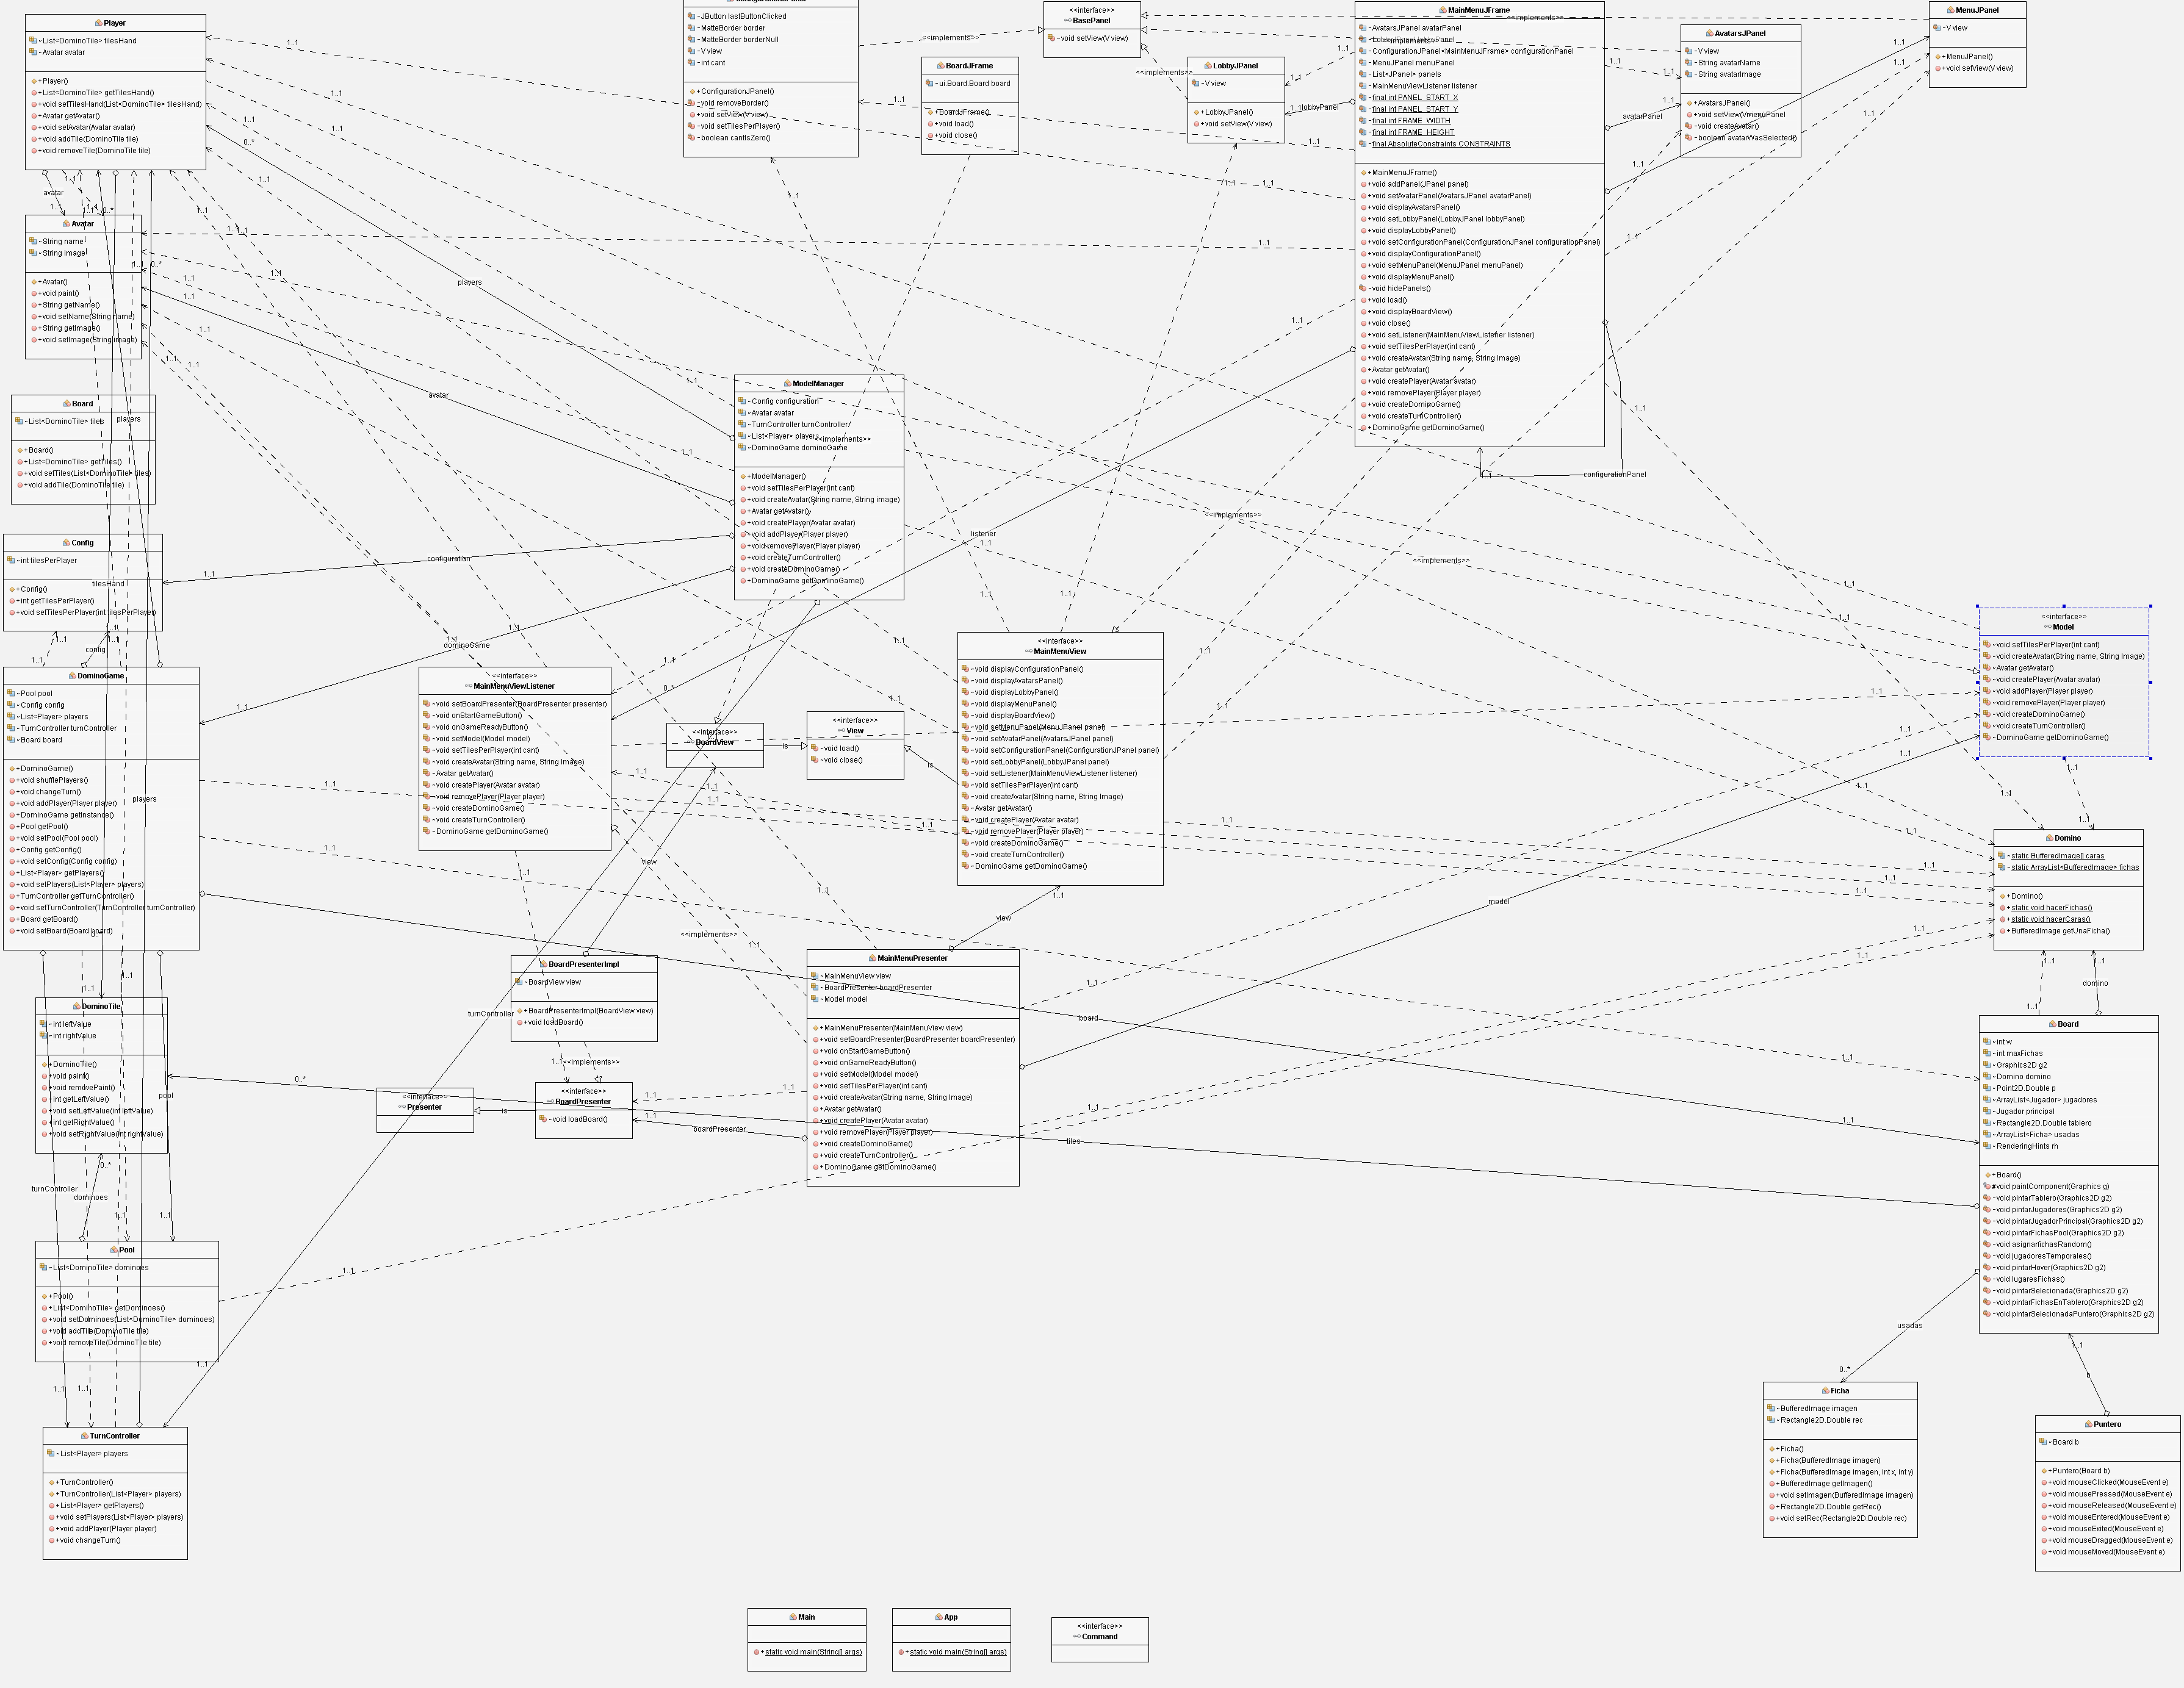 Player
-List<DominoTile> tilesHand
-Avatar avatar
+Player()
+List<DominoTile> getTilesHand()
+void setTilesHand(List<DominoTile> tilesHand)
+Avatar getAvatar()
+void setAvatar(Avatar avatar)
+void addTile(DominoTile tile)
+void removeTile(DominoTile tile)
Avatar
-String name
-String image
+Avatar()
+void paint()
+String getName()
+void setName(String name)
+String getImage()
+void setImage(String image)
Board
-List<DominoTile> tiles
+Board()
+List<DominoTile> getTiles()
+void setTiles(List<DominoTile> tiles)
+void addTile(DominoTile tile)
Config
-int tilesPerPlayer
+Config()
+int getTilesPerPlayer()
+void setTilesPerPlayer(int tilesPerPlayer)
DominoGame
-Pool pool
-Config config
-List<Player> players
-TurnController turnController
-Board board
+DominoGame()
+void shufflePlayers()
+void changeTurn()
+void addPlayer(Player player)
+DominoGame getInstance()
+Pool getPool()
+void setPool(Pool pool)
+Config getConfig()
+void setConfig(Config config)
+List<Player> getPlayers()
+void setPlayers(List<Player> players)
+TurnController getTurnController()
+void setTurnController(TurnController turnController)
+Board getBoard()
+void setBoard(Board board)
DominoTile
-int leftValue
-int rightValue
+DominoTile()
+void paint()
+void removePaint()
+int getLeftValue()
+void setLeftValue(int leftValue)
+int getRightValue()
+void setRightValue(int rightValue)
Pool
-List<DominoTile> dominoes
+Pool()
+List<DominoTile> getDominoes()
+void setDominoes(List<DominoTile> dominoes)
+void addTile(DominoTile tile)
+void removeTile(DominoTile tile)
TurnController
-List<Player> players
+TurnController()
+TurnController(List<Player> players)
+List<Player> getPlayers()
+void setPlayers(List<Player> players)
+void addPlayer(Player player)
+void changeTurn()
-JButton lastButtonClicked
-MatteBorder border
-MatteBorder borderNull
-V view
-int cant
+ConfigurationJPanel()
-void removeBorder()
+void setView(V view)
-void setTilesPerPlayer()
-boolean cantIsZero()
BoardJFrame
-ui.Board.Board board
+BoardJFrame()
+void load()
+void close()
<<interface>>
BasePanel
-void setView(V view)
LobbyJPanel
-V view
+LobbyJPanel()
+void setView(V view)
MainMenuJFrame
-AvatarsJPanel avatarPanel
-ConfigurationJPanel<MainMenuJFrame> configurationPanel
-MenuJPanel menuPanel
-List<JPanel> panels
-MainMenuViewListener listener
-final int PANEL_START_X
-final int PANEL_START_Y
-final int FRAME_WIDTH
-final int FRAME_HEIGHT
-final AbsoluteConstraints CONSTRAINTS
+MainMenuJFrame()
+void addPanel(JPanel panel)
+void setAvatarPanel(AvatarsJPanel avatarPanel)
+void displayAvatarsPanel()
+void setLobbyPanel(LobbyJPanel lobbyPanel)
+void displayLobbyPanel()
+void setConfigurationPanel(ConfigurationJPanel configurationPanel)
+void displayConfigurationPanel()
+void setMenuPanel(MenuJPanel menuPanel)
+void displayMenuPanel()
-void hidePanels()
+void load()
+void displayBoardView()
+void close()
+void setListener(MainMenuViewListener listener)
+void setTilesPerPlayer(int cant)
+void createAvatar(String name, String Image)
+Avatar getAvatar()
+void createPlayer(Avatar avatar)
+void removePlayer(Player player)
+void createDominoGame()
+void createTurnController()
+DominoGame getDominoGame()
AvatarsJPanel
-V view
-String avatarName
-String avatarImage
+AvatarsJPanel()
+void setView(V
menuPanel
-void createAvatar()
-boolean avatarWasSelected()
MenuJPanel
-V view
+MenuJPanel()
+void setView(V view)
ModelManager
-Config configuration
-Avatar avatar
-TurnController turnController
-List<Player> players
-DominoGame dominoGame
+ModelManager()
+void setTilesPerPlayer(int cant)
+void createAvatar(String name, String image)
+Avatar getAvatar()
+void createPlayer(Avatar avatar)
+void addPlayer(Player player)
+void removePlayer(Player player)
+void createTurnController()
+void createDominoGame()
+DominoGame getDominoGame()
<<interface>>
MainMenuViewListener
-void setBoardPresenter(BoardPresenter presenter)
-void onStartGameButton()
-void onGameReadyButton()
-void setModel(Model model)
-void setTilesPerPlayer(int cant)
-void createAvatar(String name, String Image)
-Avatar getAvatar()
-void createPlayer(Avatar avatar)
-void removePlayer(Player player)
-void createDominoGame()
-void createTurnController()
-DominoGame getDominoGame()
<<interface>>
BoardView
<<interface>>
View
-void load()
-void close()
<<interface>>
MainMenuView
-void displayConfigurationPanel()
-void displayAvatarsPanel()
-void displayLobbyPanel()
-void displayMenuPanel()
-void displayBoardView()
-void setMenuPanel(MenuJPanel panel)
-void setAvatarPanel(AvatarsJPanel panel)
-void setConfigurationPanel(ConfigurationJPanel panel)
-void setLobbyPanel(LobbyJPanel panel)
-void setListener(MainMenuViewListener listener)
-void setTilesPerPlayer(int cant)
-void createAvatar(String name, String Image)
-Avatar getAvatar()
-void createPlayer(Avatar avatar)
-void removePlayer(Player player)
-void createDominoGame()
-void createTurnController()
-DominoGame getDominoGame()
<<interface>>
Model
-void setTilesPerPlayer(int cant)
-void createAvatar(String name, String Image)
-Avatar getAvatar()
-void createPlayer(Avatar avatar)
-void addPlayer(Player player)
-void removePlayer(Player player)
-void createDominoGame()
-void createTurnController()
-DominoGame getDominoGame()
Domino
-static BufferedImage[] caras
-static ArrayList<BufferedImage> fichas
+Domino()
+static void hacerFichas()
+static void hacerCaras()
+BufferedImage getUnaFicha()
BoardPresenterImpl
-BoardView view
+BoardPresenterImpl(BoardView view)
+void loadBoard()
<<interface>>
Presenter
<<interface>>
BoardPresenter
-void loadBoard()
MainMenuPresenter
-MainMenuView view
-BoardPresenter boardPresenter
-Model model
+MainMenuPresenter(MainMenuView view)
+void setBoardPresenter(BoardPresenter boardPresenter)
+void onStartGameButton()
+void onGameReadyButton()
+void setModel(Model model)
+void setTilesPerPlayer(int cant)
+void createAvatar(String name, String Image)
+Avatar getAvatar()
+void createPlayer(Avatar avatar)
+void removePlayer(Player player)
+void createDominoGame()
+void createTurnController()
+DominoGame getDominoGame()
Board
-int w
-int maxFichas
-Graphics2D g2
-Domino domino
-Point2D.Double p
-ArrayList<Jugador> jugadores
-Jugador principal
-Rectangle2D.Double tablero
-ArrayList<Ficha> usadas
-RenderingHints rh
+Board()
#void paintComponent(Graphics g)
-void pintarTablero(Graphics2D g2)
-void pintarJugadores(Graphics2D g2)
-void pintarJugadorPrincipal(Graphics2D g2)
-void pintarFichasPool(Graphics2D g2)
-void asignarfichasRandom()
-void jugadoresTemporales()
-void pintarHover(Graphics2D g2)
-void lugaresFichas()
-void pintarSelecionada(Graphics2D g2)
-void pintarFichasEnTablero(Graphics2D g2)
-void pintarSelecionadaPuntero(Graphics2D g2)
Ficha
-BufferedImage imagen
-Rectangle2D.Double rec
+Ficha()
+Ficha(BufferedImage imagen)
+Ficha(BufferedImage imagen, int x, int y)
+BufferedImage getImagen()
+void setImagen(BufferedImage imagen)
+Rectangle2D.Double getRec()
+void setRec(Rectangle2D.Double rec)
Puntero
-Board b
+Puntero(Board b)
+void mouseClicked(MouseEvent e)
+void mousePressed(MouseEvent e)
+void mouseReleased(MouseEvent e)
+void mouseEntered(MouseEvent e)
+void mouseExited(MouseEvent e)
+void mouseDragged(MouseEvent e)
+void mouseMoved(MouseEvent e)
Main
+static void main(String[] args)
App
+static void main(String[] args)
<<interface>>
Command
avatar
players
avatar
configuration
dominoGame
tilesHand
players
config
players
pool
dominoes
turnController
turnController
view
boardPresenter
view
model
board
tiles
domino
usadas
b
listener
configurationPanel
avatarPanel
lobbyPanel
is
is
is
<<implements>>
<<implements>>
<<implements>>
<<implements>>
<<implements>>
<<implements>>
<<implements>>
<<implements>>
<<implements>>
1..1
0..*